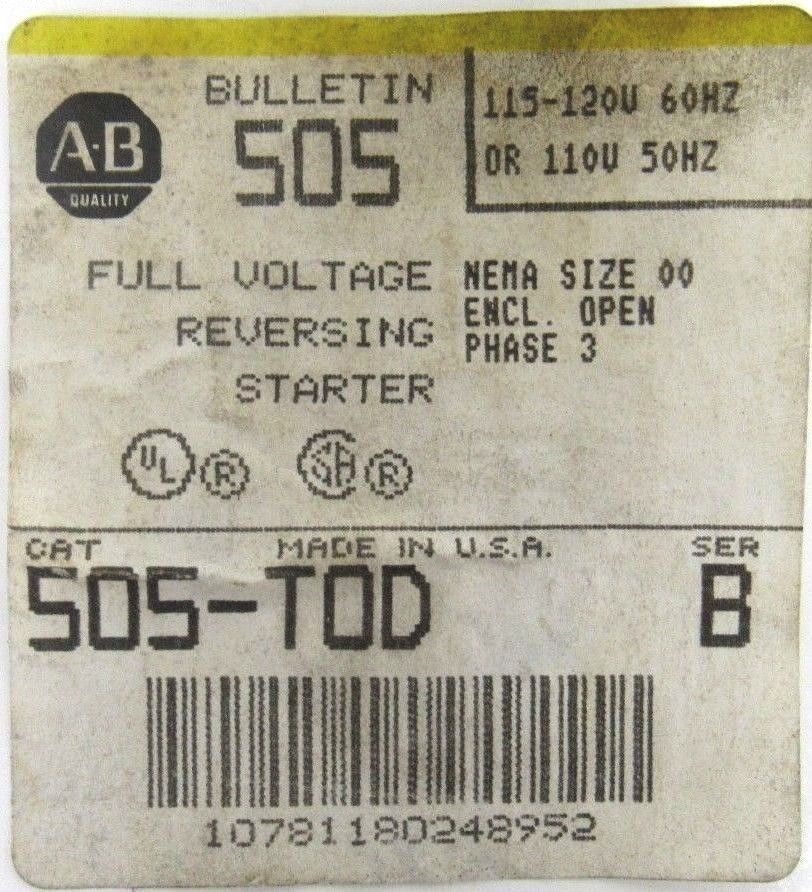 A-B
QUALITY
BULLETIN
505
115-120V 60HZ
OR 110V 50HZ
FULL VOLTAGE
REVERSING
STARTER
NEMA SIZE 00
ENCL. OPEN
PHASE 3
UL ® SA ®
CAT MADE IN U.S.A. SER
505-TOD B
10781180248952